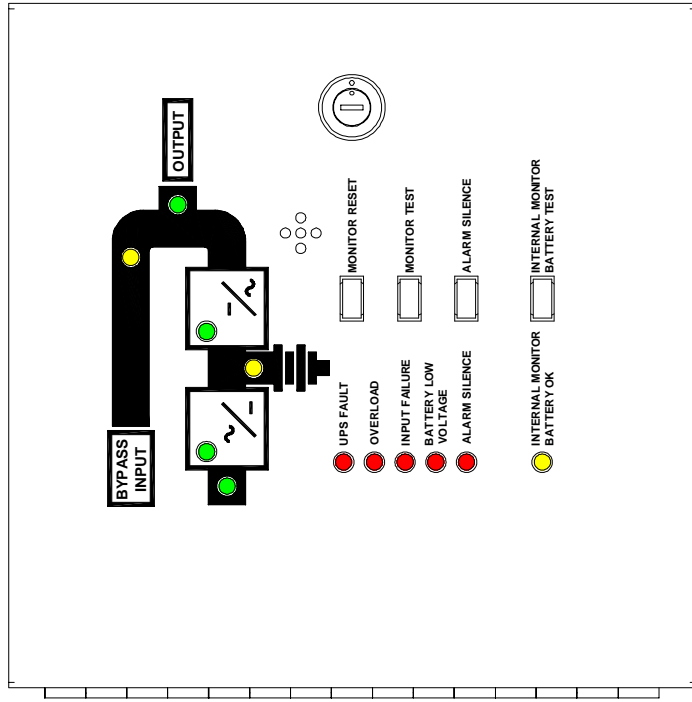 OUTPUT
BYPASS
INPUT
MONITOR RESET
MONITOR TEST
ALARM SILENCE
INTERNAL MONITOR
BATTERY TEST
UPS FAULT
OVERLOAD
INPUT FAILURE
BATTERY LOW
VOLTAGE
ALARM SILENCE
INTERNAL MONITOR
BATTERY OK